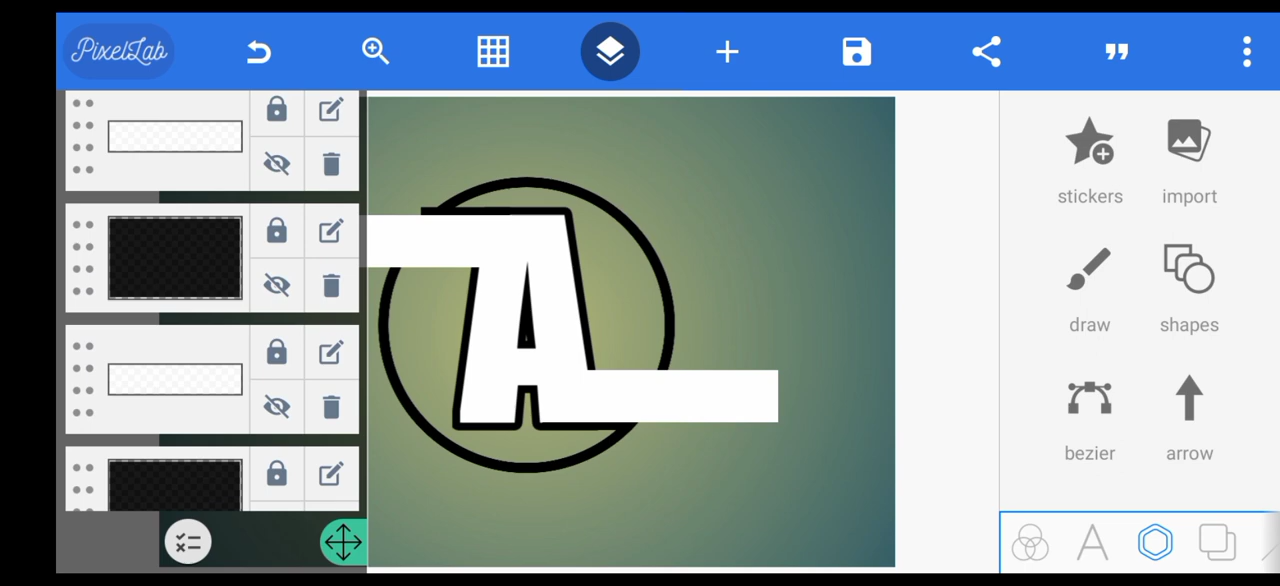 PixelLab
stickers
import
draw
shapes
bezier
arrow
A